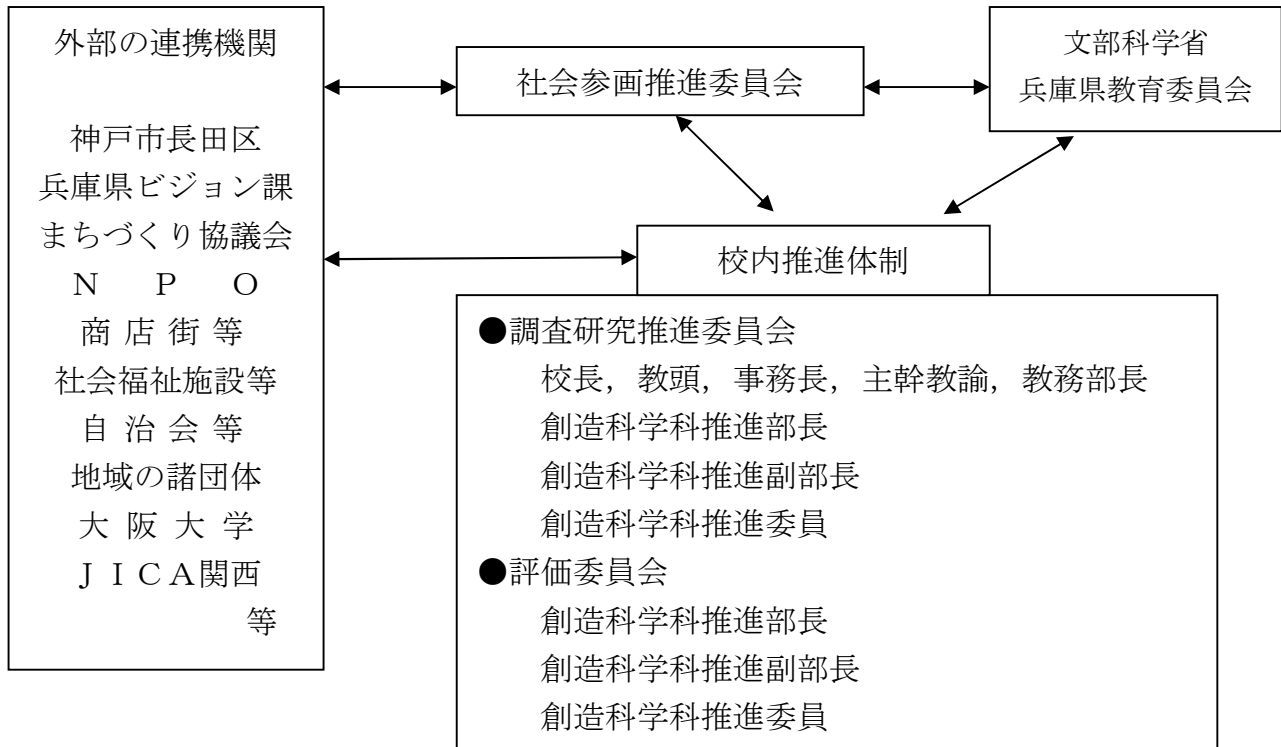 外部の連携機関
神戸市長田区
兵庫県ビジョン課
まちづくり協議会
Ｎ Ｐ Ｏ
商 店 街 等
社会福祉施設等
自 治 会 等
地域の諸団体
大 阪 大 学
ＪＩＣＡ関西
等
社会参画推進委員会
文部科学省
兵庫県教育委員会
校内推進体制
●調査研究推進委員会
校長，教頭，事務長，主幹教諭，教務部長
創造科学科推進部長
創造科学科推進副部長
創造科学科推進委員
●評価委員会
創造科学科推進部長
創造科学科推進副部長
創造科学科推進委員